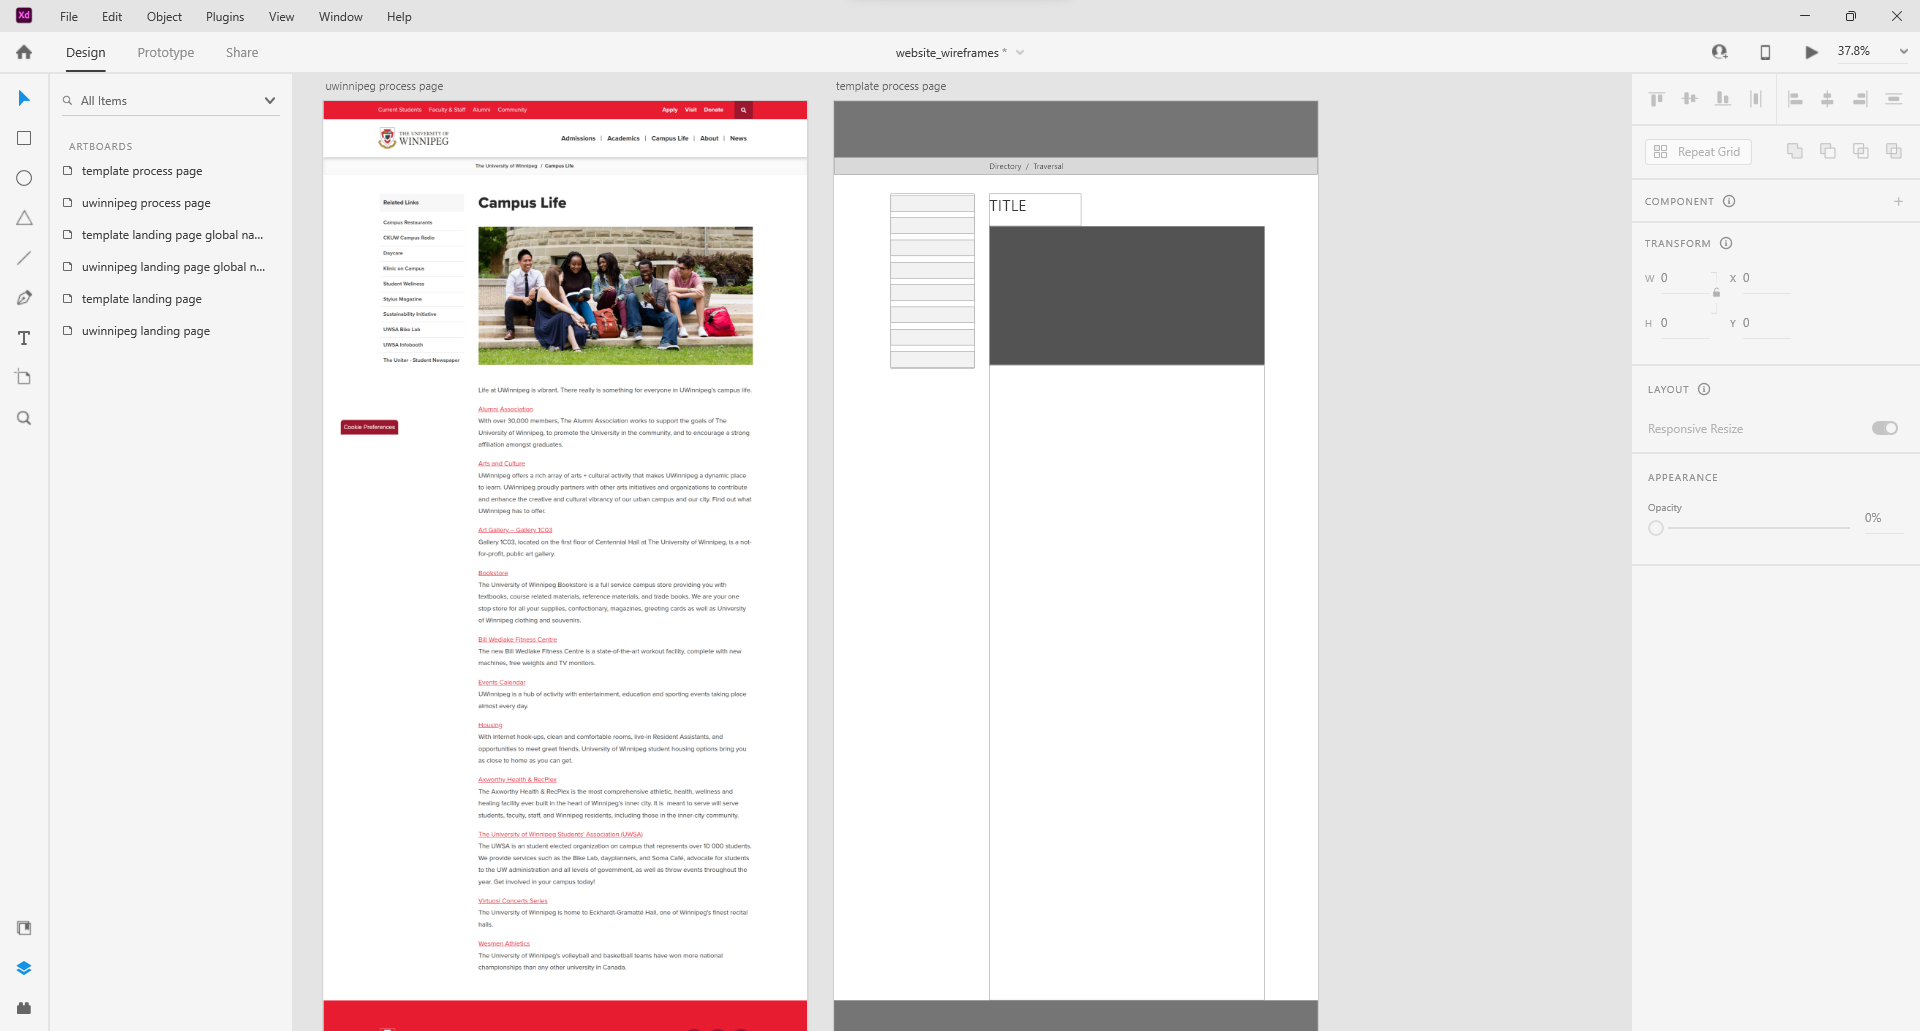 Xd File Edit Object Plugins View Window Help
Design Prototype Share
website_wireframes *
37.8%
All Items
ARTBOARDS
template process page
uwinnipeg process page
template landing page global na...
uwinnipeg landing page global n...
template landing page
uwinnipeg landing page
uwinnipeg process page
Current Students Faculty & Staff Alumni Community Apply Visit Donate
THE UNIVERSITY OF
WINNIPEG
Admissions | Academics | Campus Life | About | News
The University of Winnipeg / Campus Life
Related Links
Campus Restaurants
CKUW Campus Radio
Daycare
Klinic on Campus
Student Wellness
Stylus Magazine
Sustainability Initiative
UWSA Bike Lab
UWSA Infobooth
The Uniter - Student Newspaper
Cookie Preferences
Campus Life
Life at UWinnipeg is vibrant. There really is something for everyone in UWinnipeg's campus life.
Alumni Association
With over 30,000 members, The Alumni Association works to support the goals of The
University of Winnipeg, to promote the University in the community, and to encourage a strong
affiliation amongst graduates.
Arts and Culture
UWinnipeg offers a rich array of arts + cultural activity that makes UWinnipeg a dynamic place
to learn. UWinnipeg proudly partners with other arts initiatives and organizations to contribute
and enhance the creative and cultural vibrancy of our urban campus and our city. Find out what
UWinnipeg has to offer.
Art Gallery – Gallery 1C03
Gallery 1C03, located on the first floor of Centennial Hall at The University of Winnipeg, is a not-
for-profit, public art gallery.
Bookstore
The University of Winnipeg Bookstore is a full service campus store providing you with
textbooks, course related materials, reference materials, and trade books. We are your one
stop store for all your supplies, confectionary, magazines, greeting cards as well as University
of Winnipeg clothing and souvenirs.
Bill Wedlake Fitness Centre
The new Bill Wedlake Fitness Centre is a state-of-the-art workout facility, complete with new
machines, free weights and TV monitors.
Events Calendar
UWinnipeg is a hub of activity with entertainment, education and sporting events taking place
almost every day.
Housing
With Internet hook-ups, clean and comfortable rooms, live-in Resident Assistants, and
opportunities to meet great friends. University of Winnipeg student housing options bring you
as close to home as you can get.
Axworthy Health & RecPlex
The Axworthy Health & RecPlex is the most comprehensive athletic, health, wellness and
healing facility ever built in the heart of Winnipeg's inner city. It is meant to serve will serve
students, faculty, staff, and Winnipeg residents, including those in the inner-city community.
The University of Winnipeg Students' Association (UWSA)
The UWSA is an student elected organization on campus that represents over 10 000 students.
We provide services such as the Bike Lab, dayplanners, and Soma Café, advocate for students
to the UW administration and all levels of government, as well as throw events throughout the
year. Get involved in your campus today!
Virtuosi Concerts Series
The University of Winnipeg is home to Eckhardt-Gramatté Hall, one of Winnipeg's finest recital
halls.
Wesmen Athletics
The University of Winnipeg's volleyball and basketball teams have won more national
championships than any other university in Canada.
template process page
Directory / Traversal
TITLE
Repeat Grid
COMPONENT
TRANSFORM
W 0 X 0
H 0 Y 0
LAYOUT
Responsive Resize
APPEARANCE
Opacity
0%